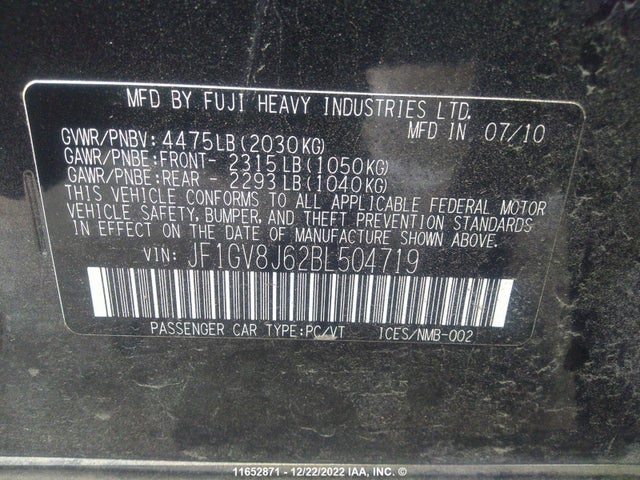 MFD BY FUJI HEAVY INDUSTRIES LTD.
MFD IN 07/10
GVWR/PNBV: 4475LB(2030KG)
GAWR/PNBE:FRONT- 2315LB(1050KG)
GAWR/PNBE:REAR - 2293LB(1040KG)
THIS VEHICLE CONFORMS TO ALL APPLICABLE FEDERAL MOTOR
VEHICLE SAFETY, BUMPER, AND THEFT PREVENTION STANDARDS
IN EFFECT ON THE DATE OF MANUFACTURE SHOWN ABOVE.
VIN: JF1GV8J62BL504719
PASSENGER CAR TYPE:PC/VT ICES/NMB-002
11652871 - 12/22/2022 IAA, INC. ©